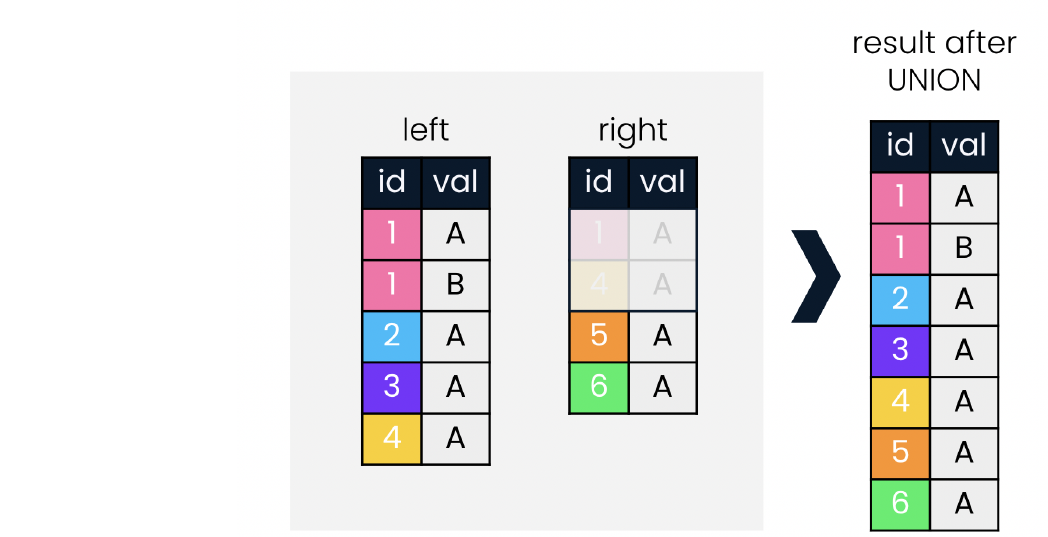 result after
UNION
left
id val
1 A
1 B
2 A
3 A
4 A
right
id val
1 A
4 A
5 A
6 A
id val
1 A
1 B
2 A
3 A
4 A
5 A
6 A